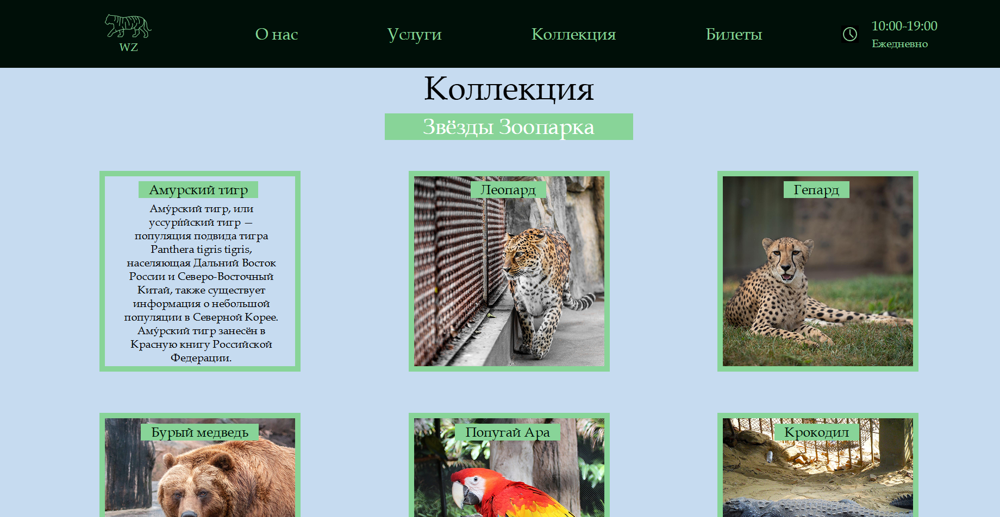 WZ
О нас
Услуги
Коллекция
Билеты
10:00-19:00
Ежедневно
Коллекция
Звёзды Зоопарка
Амурский тигр
Аму́рский тигр, или
уссури́йский тигр —
популяция подвида тигра
Panthera tigris tigris,
населяющая Дальний Восток
России и Северо-Восточный
Китай, также существует
информация о небольшой
популяции в Северной Корее.
Аму́рский тигр занесён в
Красную книгу Российской
Федерации.
Леопард
Гепард
Бурый медведь
Попугай Ара
Крокодил